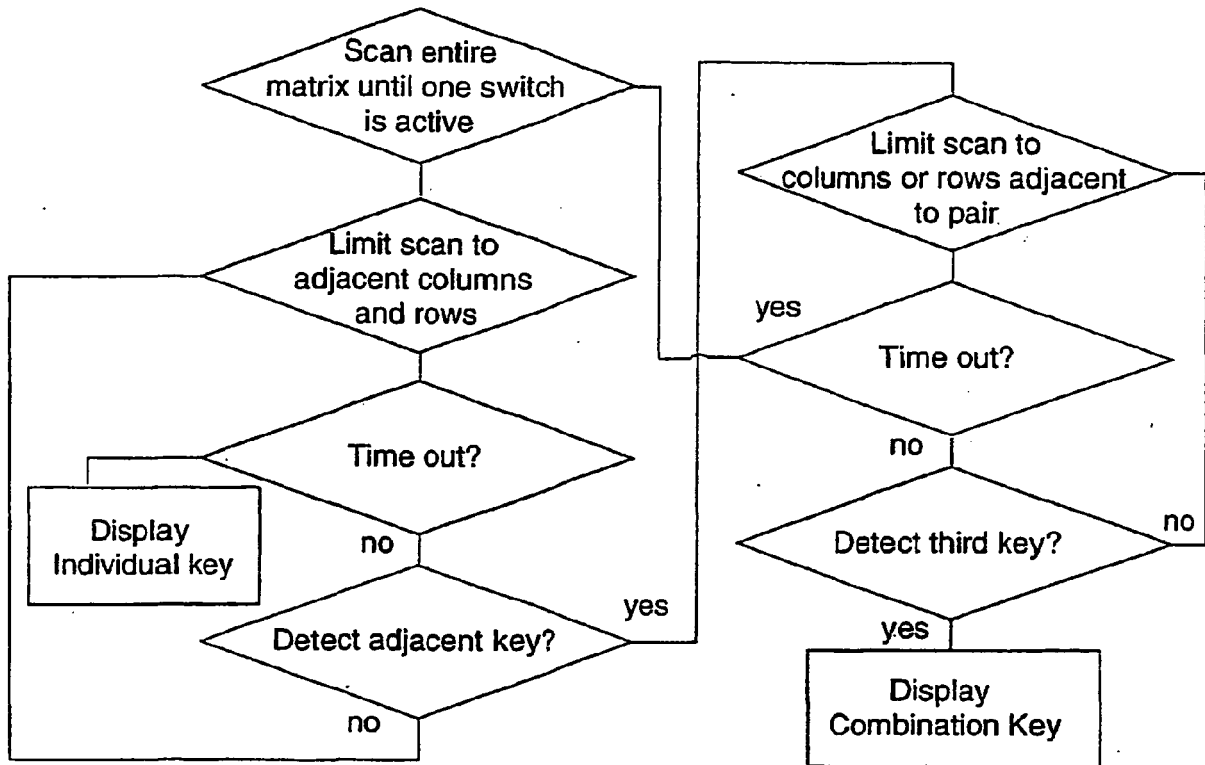 Scan entire
matrix until one switch
is active
Limit scan to
adjacent columns
and rows
Time out?
Display
Individual key
no
Detect adjacent key?
yes
no
Limit scan to
columns or rows adjacent
to pair
yes
Time out?
no
Detect third key?
no
yes
Display
Combination Key